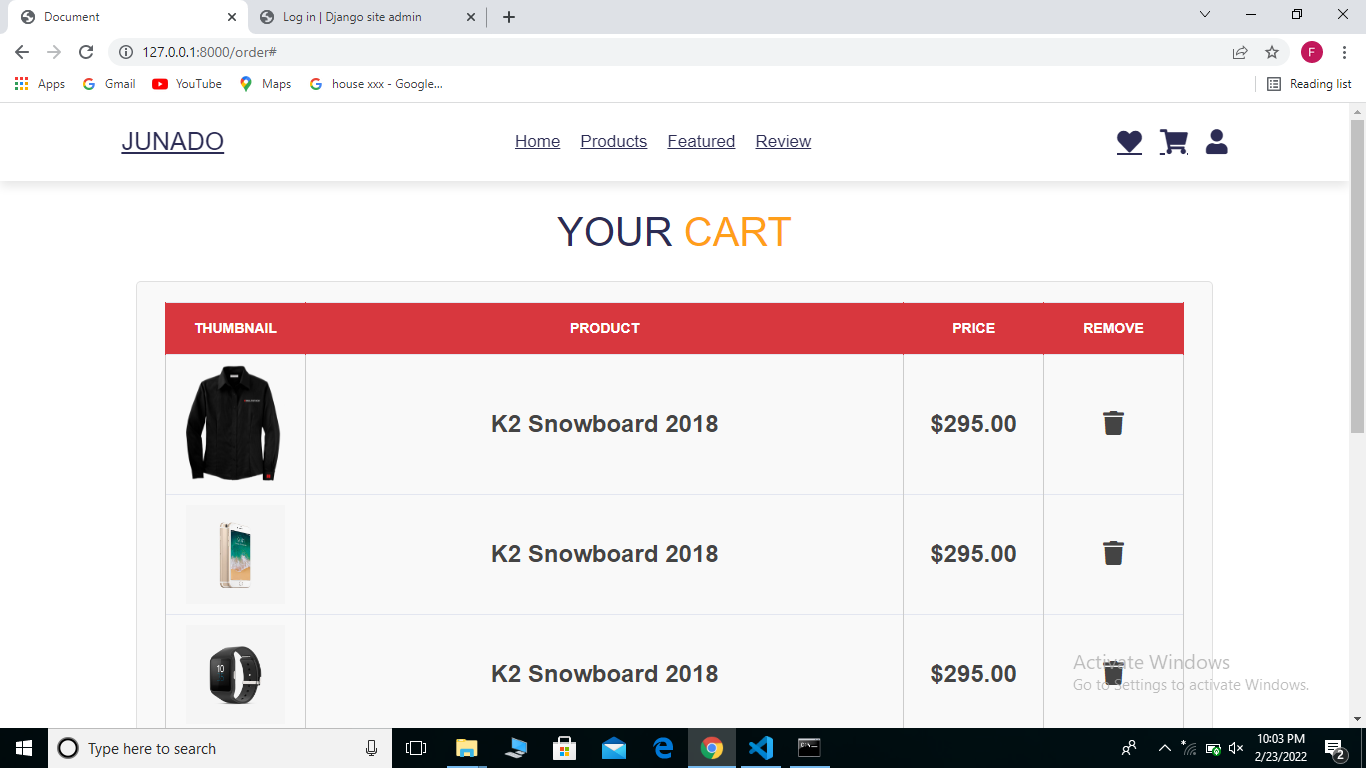 Document
Log in | Django site admin
127.0.0.1:8000/order#
F
Apps
Gmail
YouTube
Maps
house xxx - Google...
Reading list
JUNADO
Home
Products
Featured
Review
YOUR CART
THUMBNAIL
PRODUCT
PRICE
REMOVE
K2 Snowboard 2018
$295.00
K2 Snowboard 2018
$295.00
10
K2 Snowboard 2018
$295.00
Activate Windows
Go to Settings to activate Windows.
Type here to search
10:03 PM
2/23/2022
2